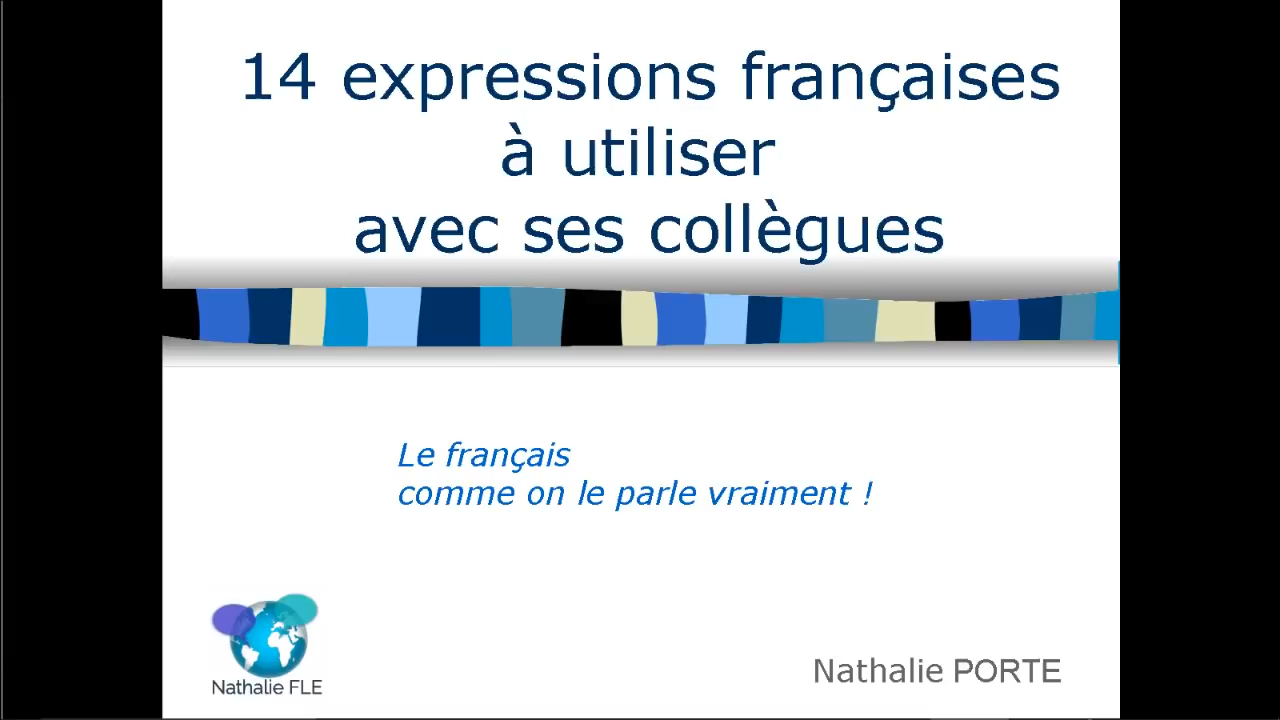 14 expressions françaises
à utiliser
avec ses collègues
Le français
comme on le parle vraiment !
Nathalie FLE
Nathalie PORTE